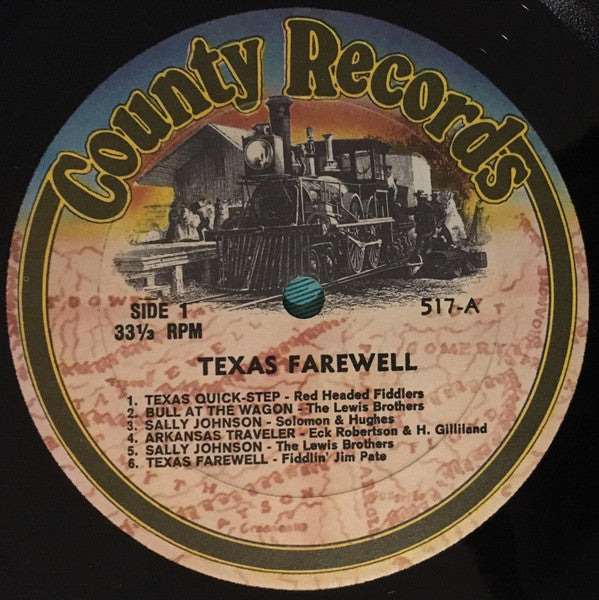 County Records
SIDE 1
33⅓ RPM
517-A
TEXAS FAREWELL
1. TEXAS QUICK-STEP - Red Headed Fiddlers
2. BULL AT THE WAGON - The Lewis Brothers
3. SALLY JOHNSON - Solomon & Hughes
4. ARKANSAS TRAVELER - Eck Robertson & H. Gilliland
5. SALLY JOHNSON - The Lewis Brothers
6. TEXAS FAREWELL - Fiddlin' Jim Pate